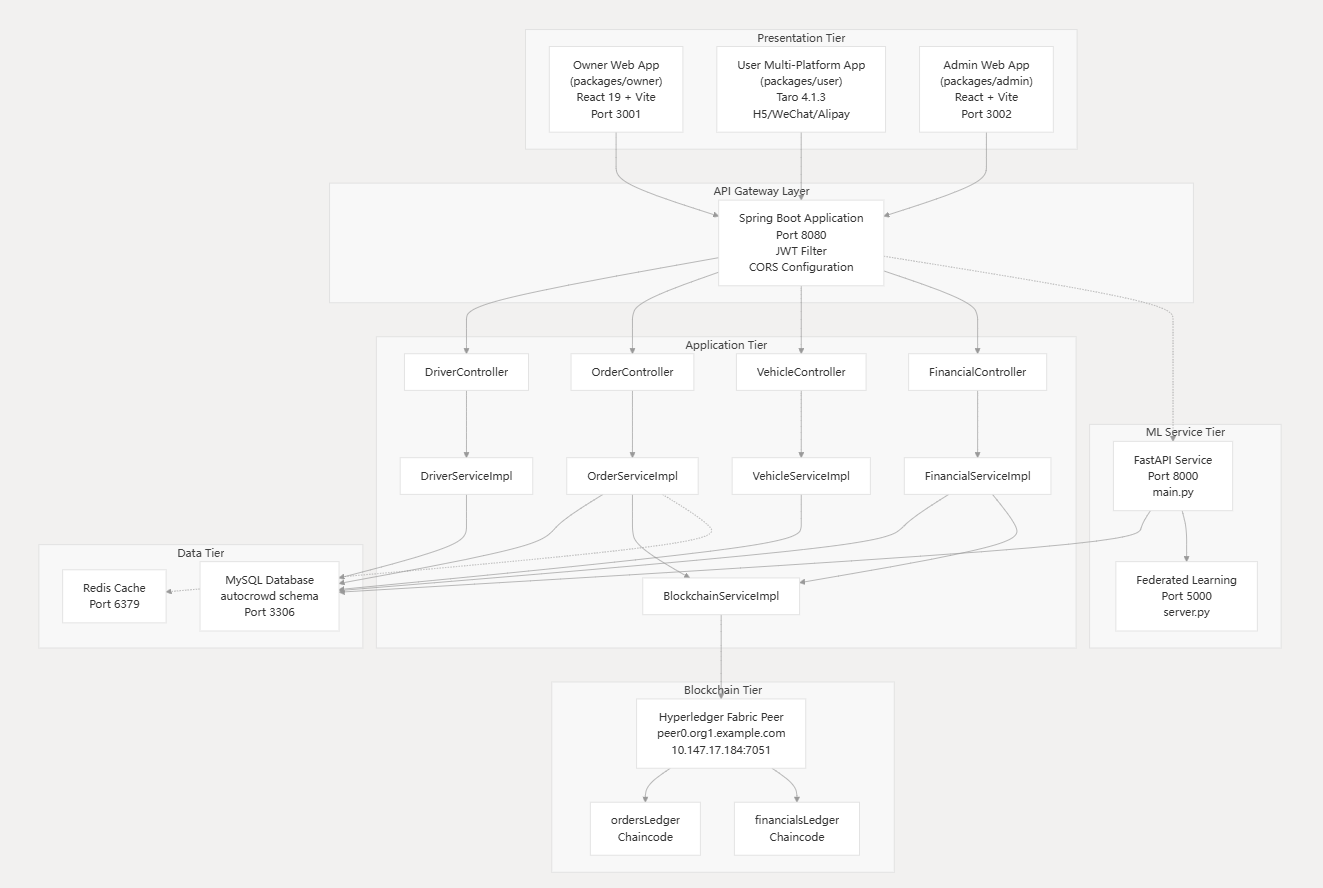 Presentation Tier
Owner Web App
(packages/owner)
React 19 + Vite
Port 3001
User Multi-Platform App
(packages/user)
Taro 4.1.3
H5/WeChat/Alipay
Admin Web App
(packages/admin)
React + Vite
Port 3002
API Gateway Layer
Spring Boot Application
Port 8080
JWT Filter
CORS Configuration
Application Tier
DriverController
OrderController
VehicleController
FinancialController
DriverServiceImpl
OrderServiceImpl
VehicleServiceImpl
FinancialServiceImpl
BlockchainServiceImpl
ML Service Tier
FastAPI Service
Port 8000
main.py
Federated Learning
Port 5000
server.py
Data Tier
Redis Cache
Port 6379
MySQL Database
autocrowd schema
Port 3306
Blockchain Tier
Hyperledger Fabric Peer
peer0.org1.example.com
10.147.17.184:7051
ordersLedger
Chaincode
financialsLedger
Chaincode